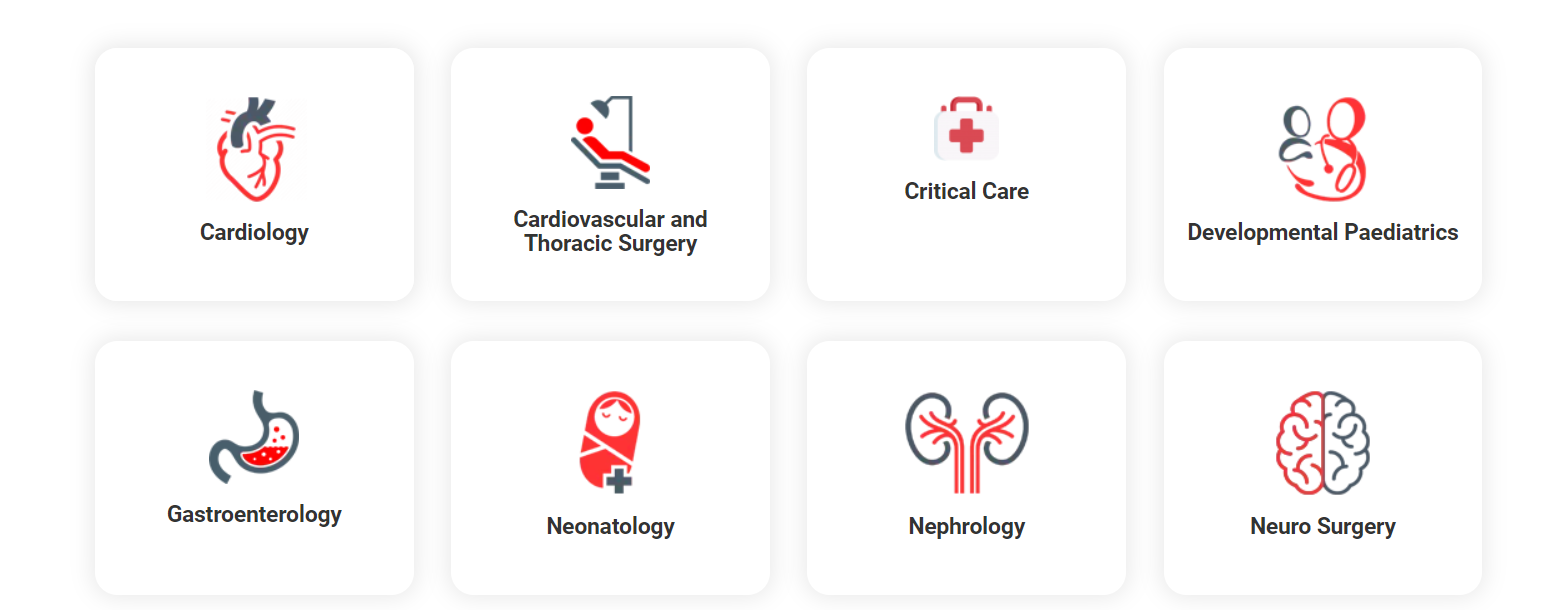 Cardiology
Cardiovascular and
Thoracic Surgery
Critical Care
Developmental Paediatrics
Gastroenterology
Neonatology
Nephrology
Neuro Surgery